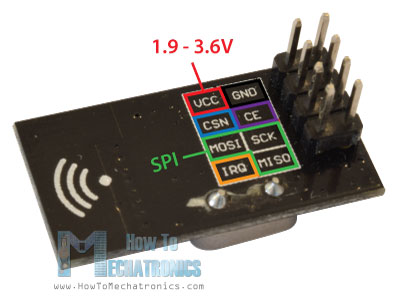 1.9 - 3.6V
VCC GND
CSN CE
SPI
MOSI SCK
IRQ MISO
How To
MECHATRONICS
www.HowToMechatronics.com